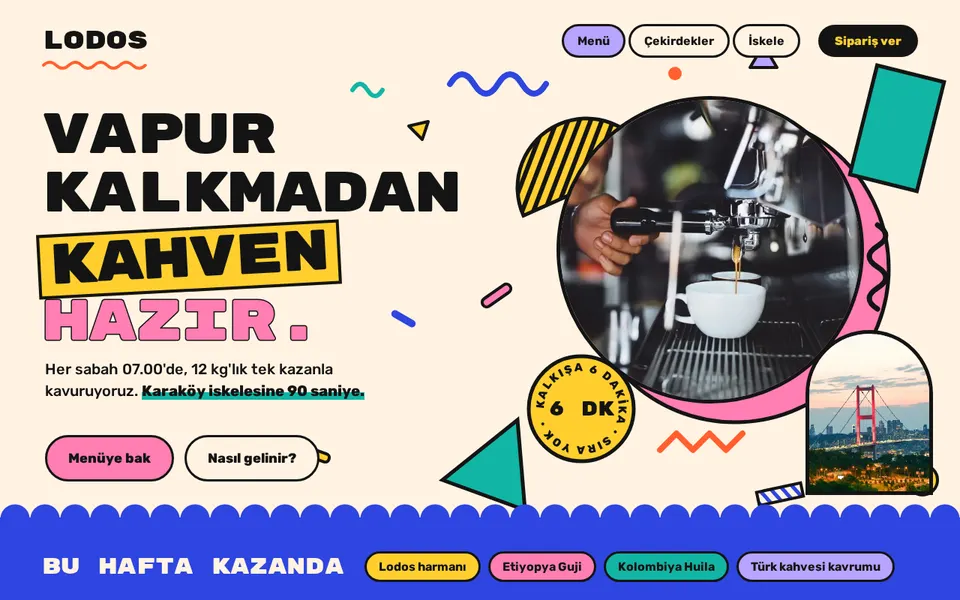 LODOS
Menü
Çekirdekler
İskele
Sipariş ver
VAPUR
KALKMADAN
KAHVEN
HAZIR.
Her sabah 07.00'de, 12 kg'lık tek kazanla
kavuruyoruz. Karaköy iskelesine 90 saniye.
Menüye bak
Nasıl gelinir?
KALKIŞA 6 DAKİKA • SIRA YOK •
6 DK
BU HAFTA KAZANDA
Lodos harmanı
Etiyopya Guji
Kolombiya Huila
Türk kahvesi kavrumu